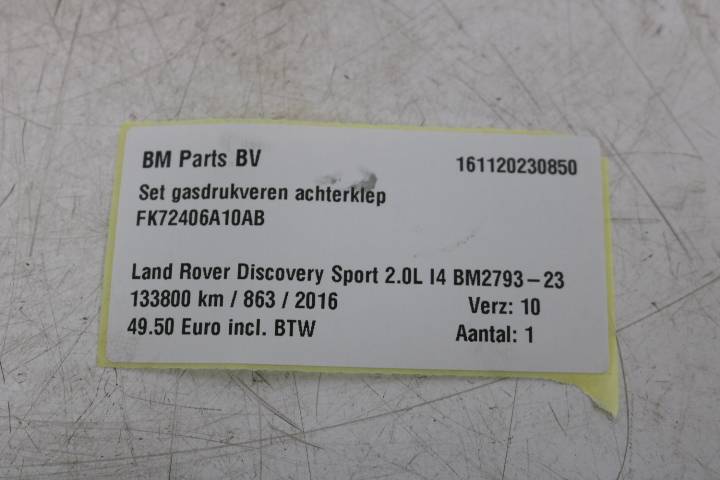 BM Parts BV 161120230850
Set gasdrukveren achterklep
FK72406A10AB
Land Rover Discovery Sport 2.0L I4 BM2793-23
133800 km / 863 / 2016 Verz: 10
49.50 Euro incl. BTW Aantal: 1